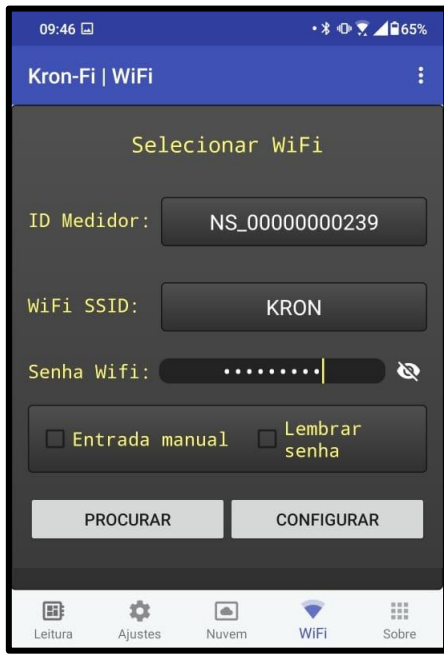 09:46 65%
Kron-Fi | WiFi
Selecionar WiFi
ID Medidor: NS_00000000239
WiFi SSID: KRON
Senha Wifi: •••••••••
Entrada manual Lembrar
senha
PROCURAR CONFIGURAR
Leitura Ajustes Nuvem WiFi Sobre